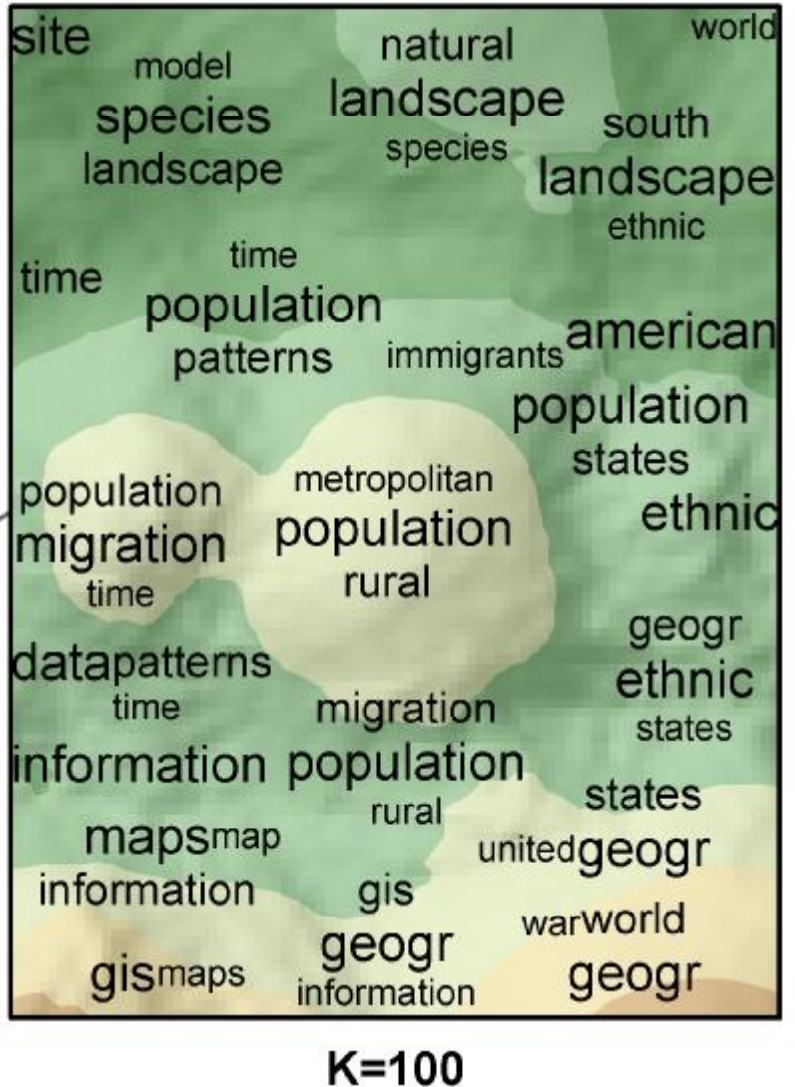 site
world
natural
model
landscape
species
south
species
landscape
landscape
ethnic
time
time
population
american
patterns
immigrants
population
states
metropolitan
population
ethnic
migration
population
time
rural
geogr
datapatterns
ethnic
time
migration
states
information
population
states
rural
mapsmap
unitedgeogr
information
gis
warworld
geogr
gismaps
geogr
information
K=100